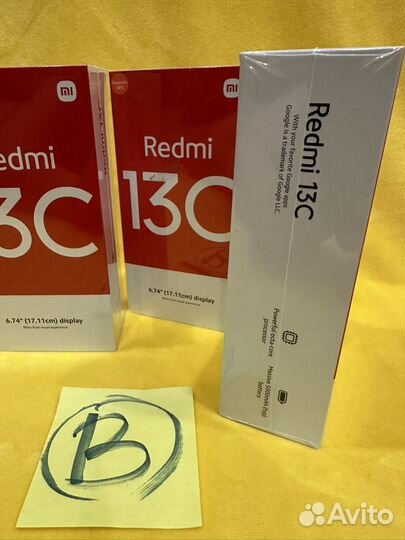 mi
edmi
3C
6.74" (17.11cm) display
mi
Redmi
13C
6.74" (17.11cm) display
Redmi 13C
With your favorite Google apps
Google is a trademark of Google LLC.
Powerful octa-core
processor
Massive 5000mAh (typ)
battery
B
Avito